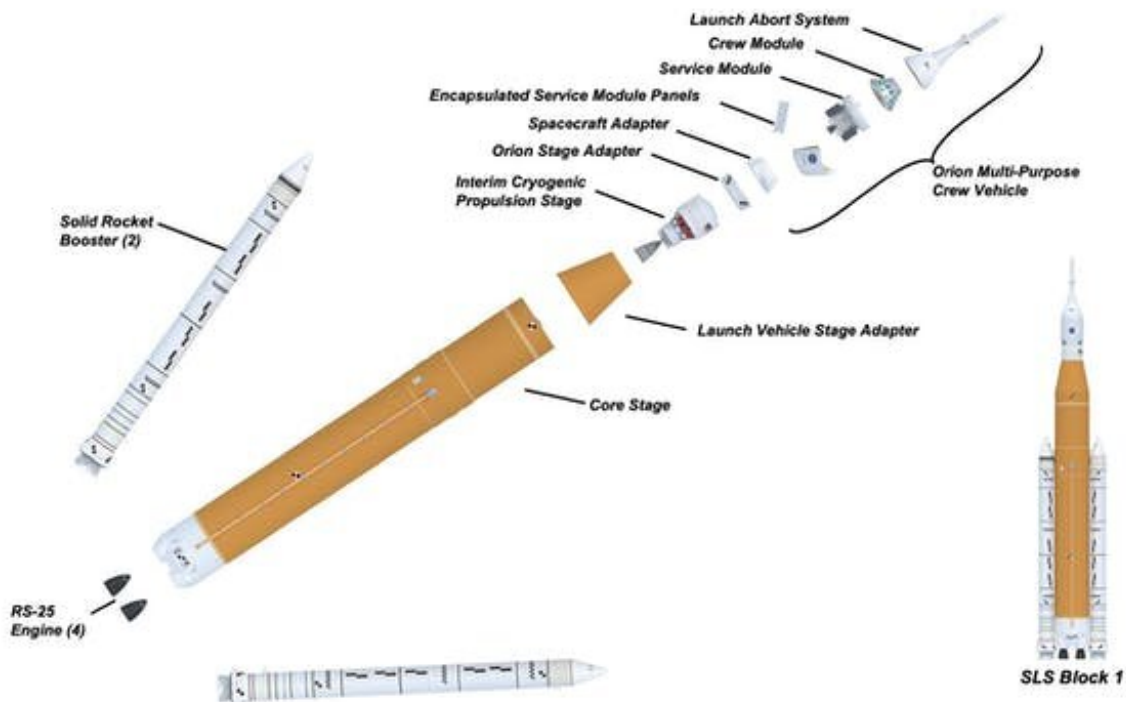 Launch Abort System
Crew Module
Service Module
Encapsulated Service Module Panels
Spacecraft Adapter
Orion Stage Adapter
Interim Cryogenic
Propulsion Stage
Orion Multi-Purpose
Crew Vehicle
Solid Rocket
Booster (2)
Launch Vehicle Stage Adapter
Core Stage
RS-25
Engine (4)
SLS Block 1